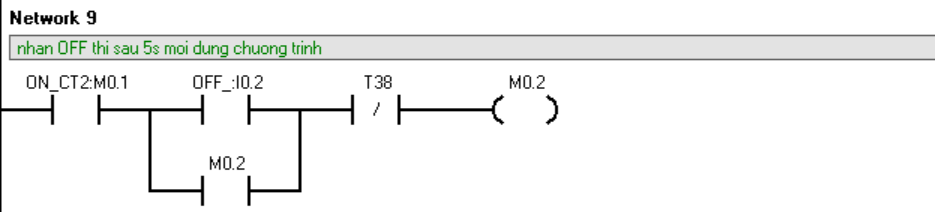 Network 9
nhan OFF thi sau 5s moi dung chuong trinh
ON_CT2:M0.1 OFF_:I0.2 T38 M0.2
/
M0.2